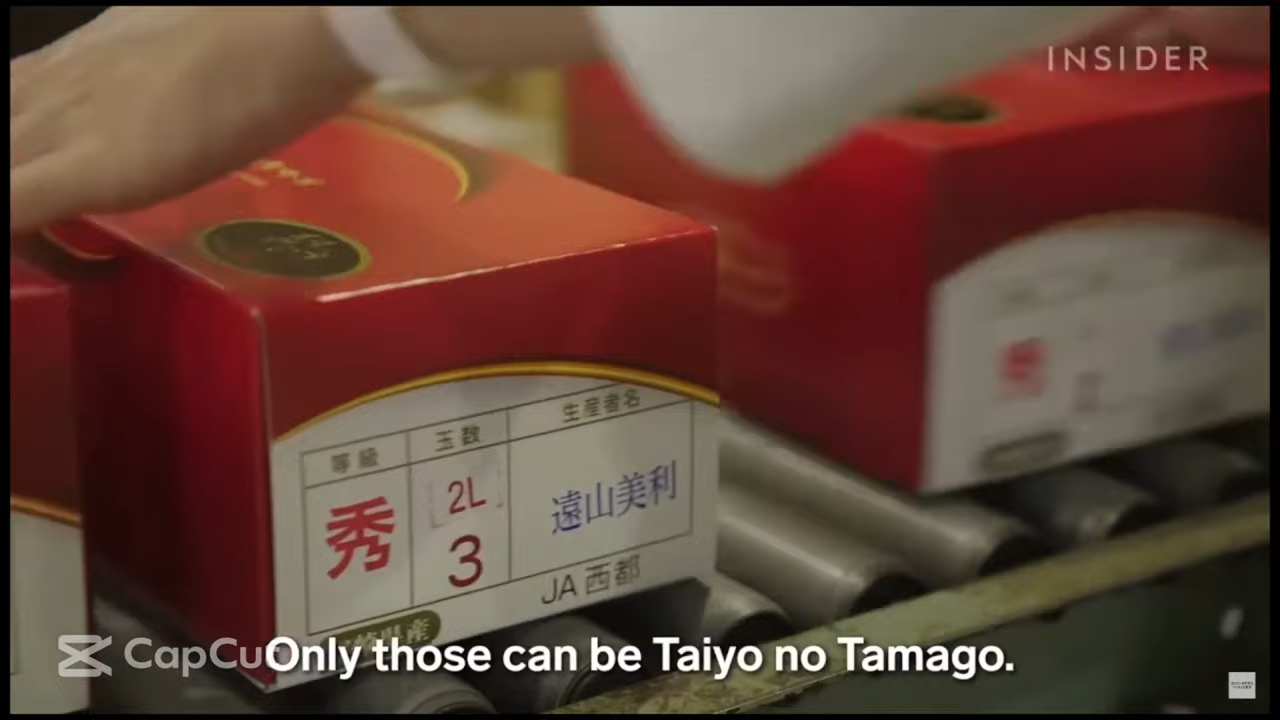 INSIDER
等級 玉数 生産者名
秀 2L 3 遠山美利
JA 西都
CapCut
Only those can be Taiyo no Tamago.